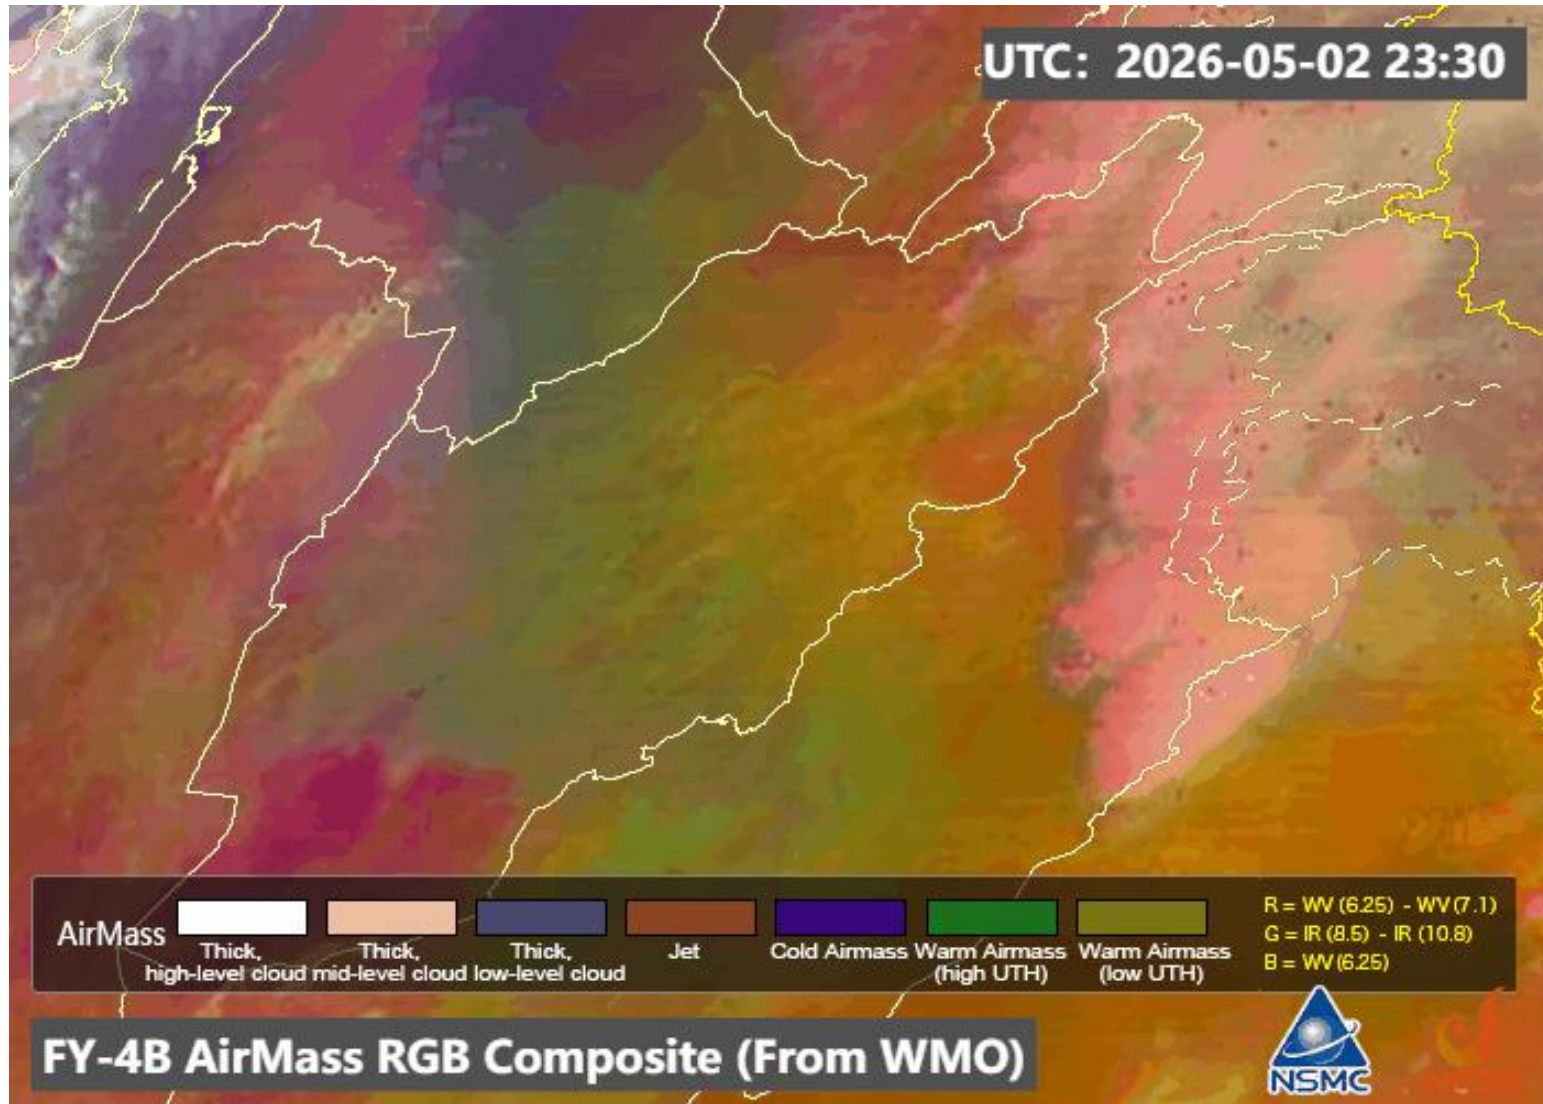 UTC: 2026-05-02 23:30
AirMass
Thick,
high-level cloud
Thick,
mid-level cloud
Thick,
low-level cloud
Jet
Cold Airmass
Warm Airmass
(high UTH)
Warm Airmass
(low UTH)
R = WV (6.25) - WV (7.1)
G = IR (8.5) - IR (10.8)
B = WV (6.25)
FY-4B AirMass RGB Composite (From WMO)
NSMC